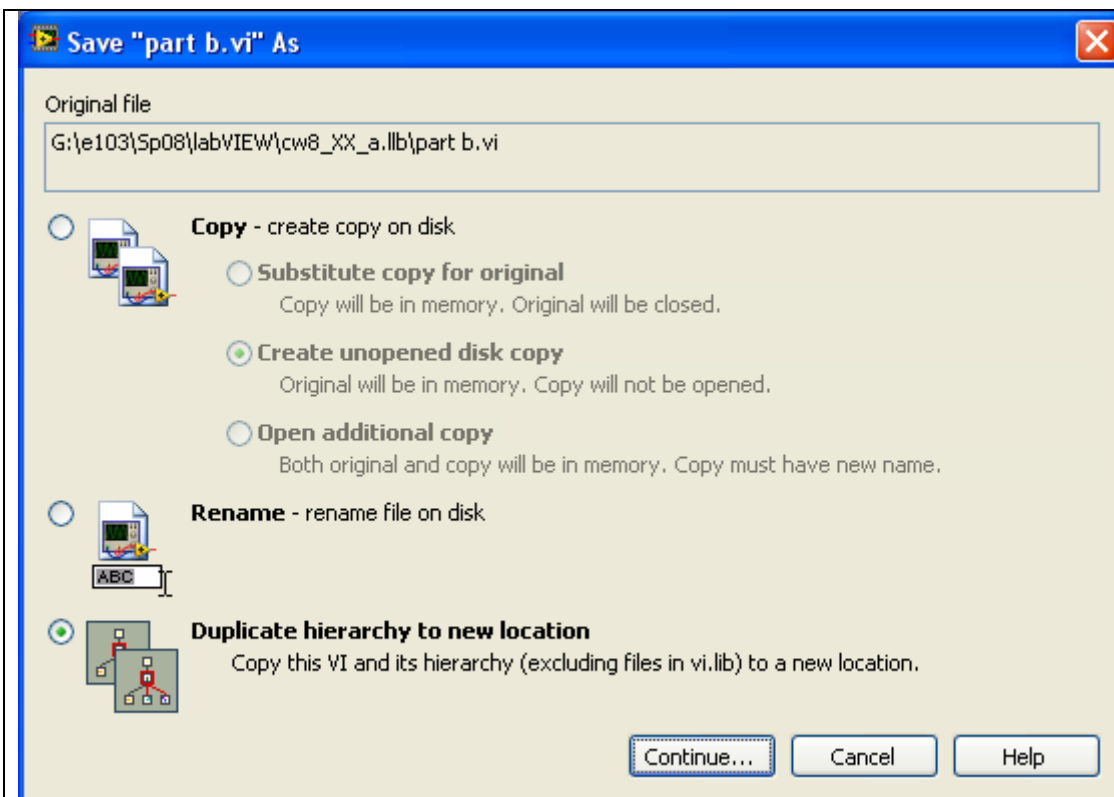 Save "part b.vi" As
Original file
G:\e103\Sp08\labVIEW\cw8_XX_a.llb\part b.vi
Copy - create copy on disk
Substitute copy for original
Copy will be in memory. Original will be closed.
Create unopened disk copy
Original will be in memory. Copy will not be opened.
Open additional copy
Both original and copy will be in memory. Copy must have new name.
Rename - rename file on disk
ABC
Duplicate hierarchy to new location
Copy this VI and its hierarchy (excluding files in vi.lib) to a new location.
Continue... Cancel Help